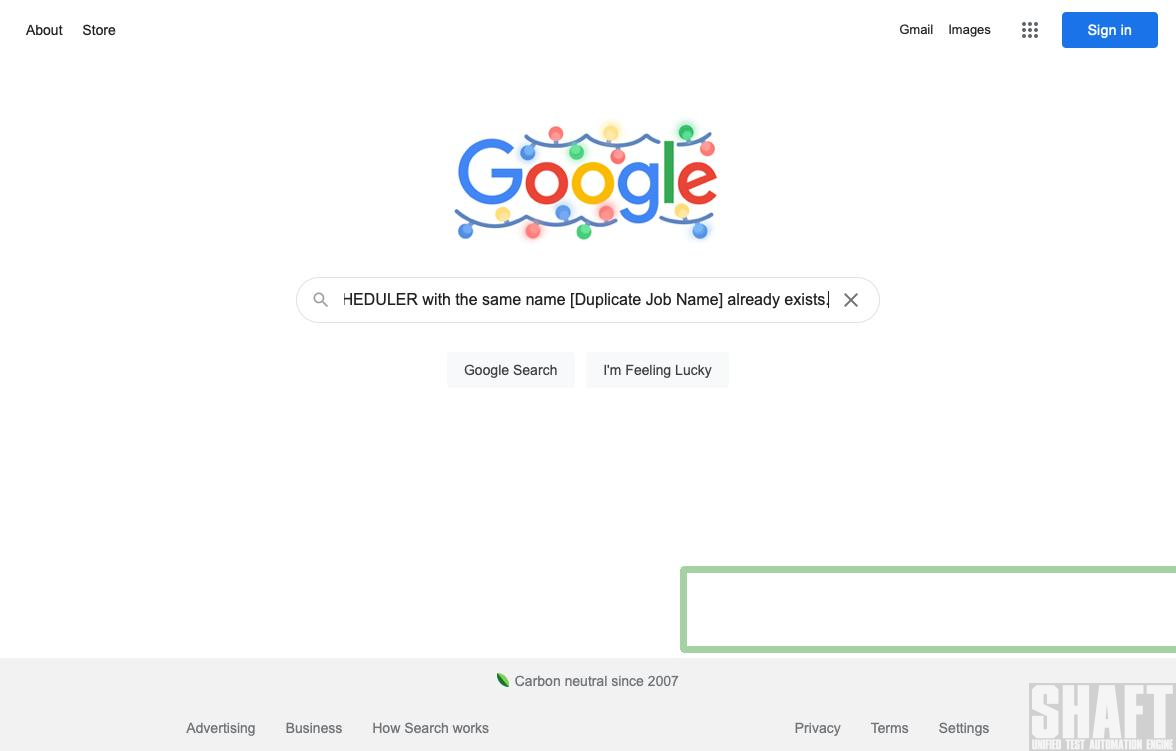 About Store
Gmail Images
Sign in
Google
HEDULER with the same name [Duplicate Job Name] already exists.
Google Search
I'm Feeling Lucky
Carbon neutral since 2007
Advertising Business How Search works
Privacy Terms Settings
SHAFT
UNIFIED TEST AUTOMATION ENGINE